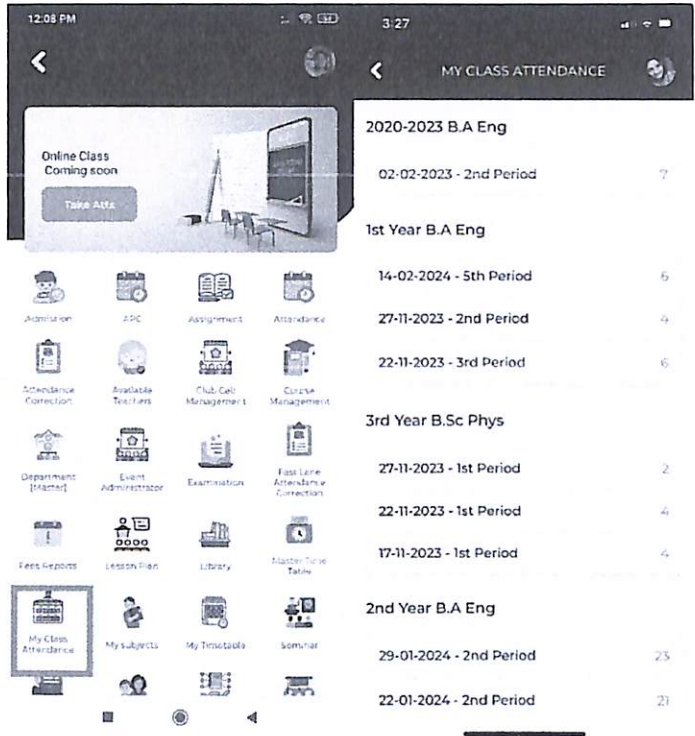 12:08 PM
Online Class
Coming soon
Take Atts
Admission
APC
Assignment
Attendance
Attendance
Correction
Available
Teachers
Club Cell
Management
Course
Management
Department
[Master]
Event
Administrator
Examination
Fast Lane
Attendance
Correction
Fees Reports
Lesson Plan
Library
Master Time
Table
My Class
Attendance
My subjects
My Timetable
Seminar
3:27
MY CLASS ATTENDANCE
2020-2023 B.A Eng
02-02-2023 - 2nd Period 7
1st Year B.A Eng
14-02-2024 - 5th Period 6
27-11-2023 - 2nd Period 4
22-11-2023 - 3rd Period 6
3rd Year B.Sc Phys
27-11-2023 - 1st Period 2
22-11-2023 - 1st Period 4
17-11-2023 - 1st Period 4
2nd Year B.A Eng
29-01-2024 - 2nd Period 23
22-01-2024 - 2nd Period 21